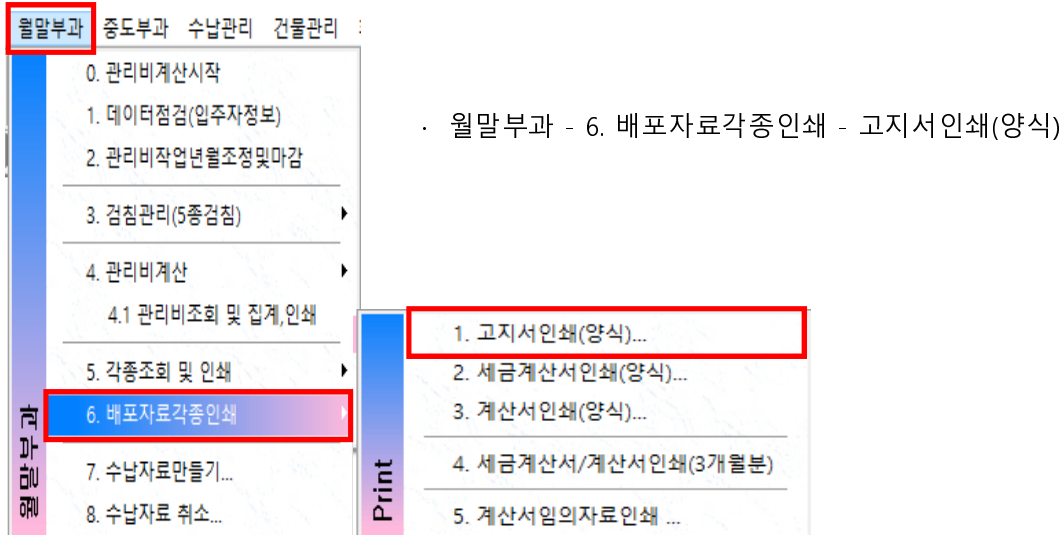 월말부과 중도부과 수납관리 건물관리
0. 관리비계산시작
1. 데이터점검(입주자정보)
2. 관리비작업년월조정및마감
3. 검침관리(5종검침)
4. 관리비계산
4.1 관리비조회 및 집계,인쇄
5. 각종조회 및 인쇄
6. 배포자료각종인쇄
7. 수납자료만들기...
8. 수납자료 취소...
월말부과
· 월말부과 - 6. 배포자료각종인쇄 - 고지서인쇄(양식)
1. 고지서인쇄(양식)...
2. 세금계산서인쇄(양식)...
3. 계산서인쇄(양식)...
4. 세금계산서/계산서인쇄(3개월분)
5. 계산서임의자료인쇄 ...
Print